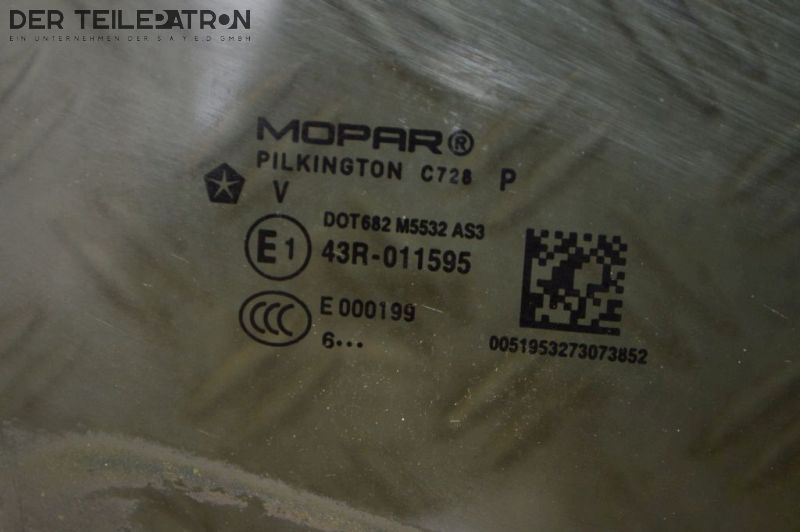 DER TEILEPATRON
EIN UNTERNEHMEN DER S A Y E D GMBH
MOPAR®
PILKINGTON C728 P
V
DOT682 M5532 AS3
E1 43R-011595
CCC E 000199
6•••
0051953273073852